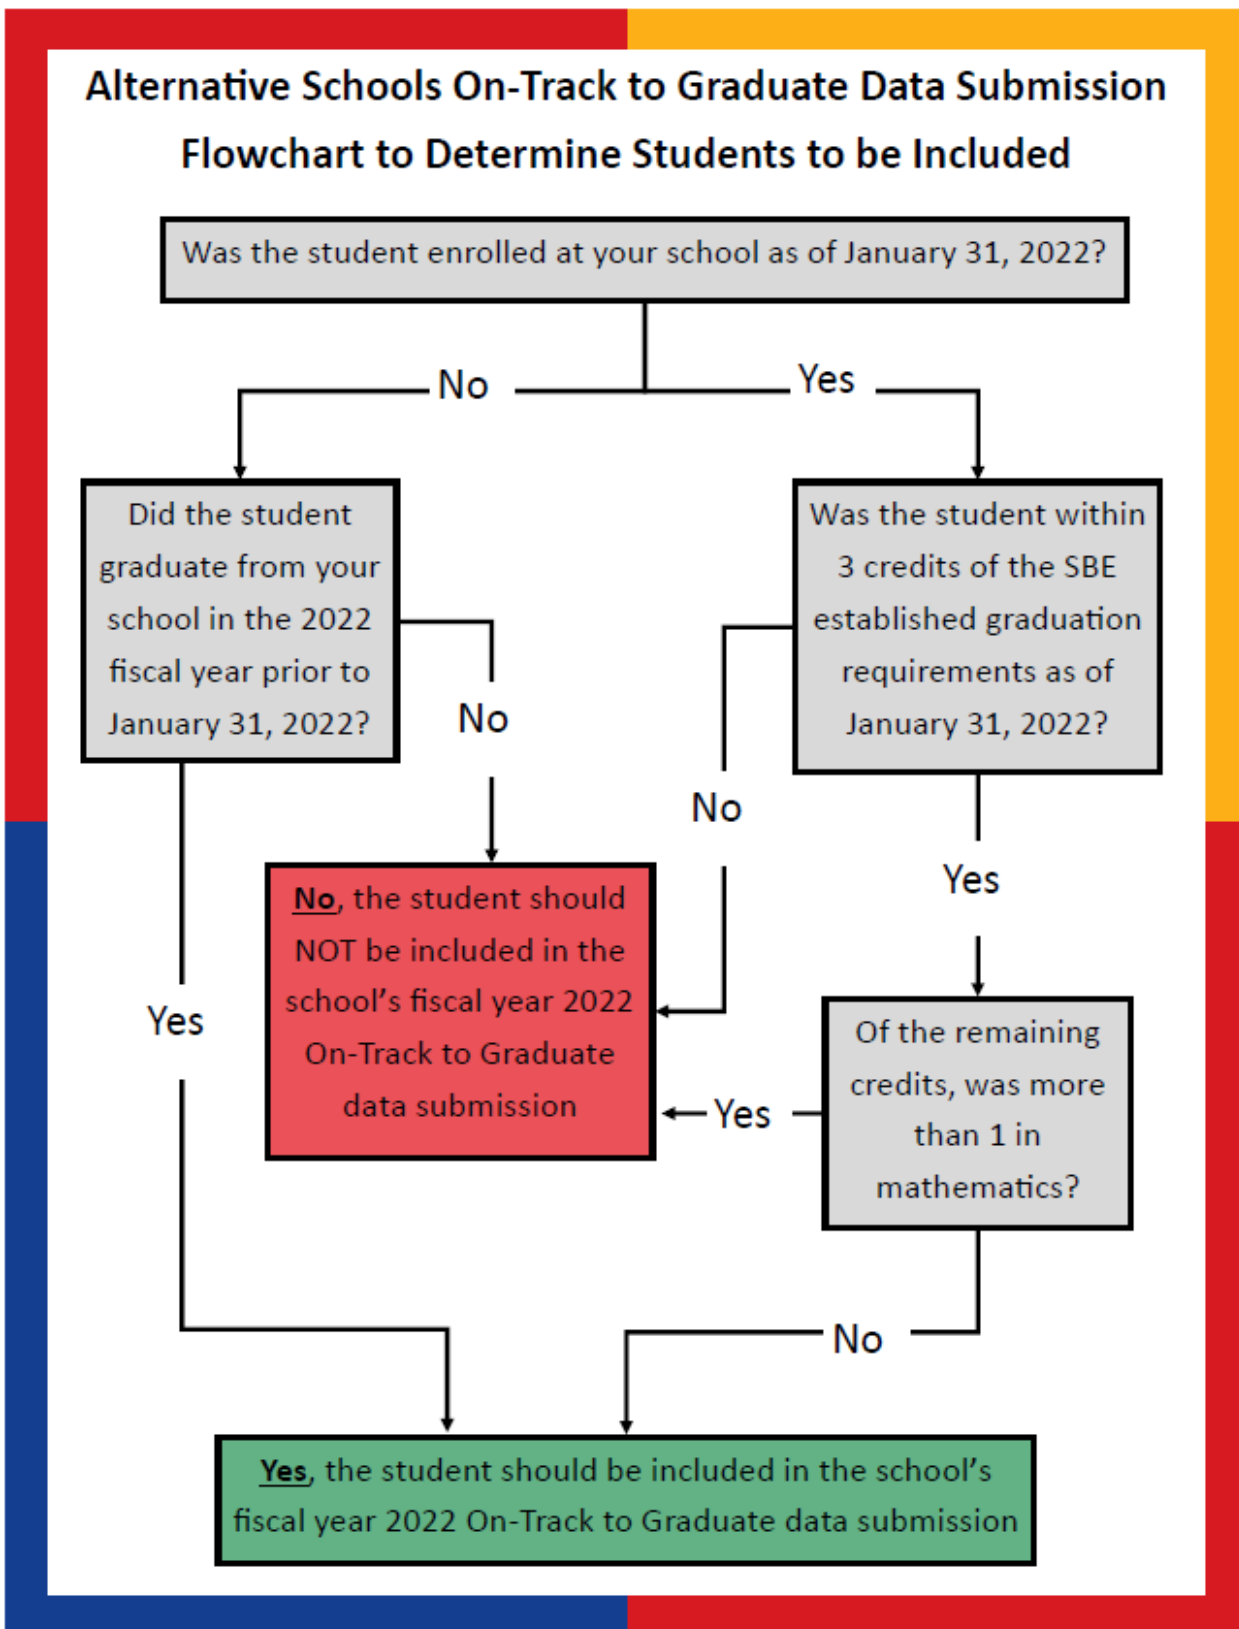 Alternative Schools On-Track to Graduate Data Submission
Flowchart to Determine Students to be Included
Was the student enrolled at your school as of January 31, 2022?
No
Yes
Did the student
graduate from your
school in the 2022
fiscal year prior to
January 31, 2022?
Was the student within
3 credits of the SBE
established graduation
requirements as of
January 31, 2022?
No
No
Yes
No, the student should
NOT be included in the
school’s fiscal year 2022
On-Track to Graduate
data submission
Yes
Of the remaining
credits, was more
than 1 in
mathematics?
Yes
No
Yes, the student should be included in the school’s
fiscal year 2022 On-Track to Graduate data submission